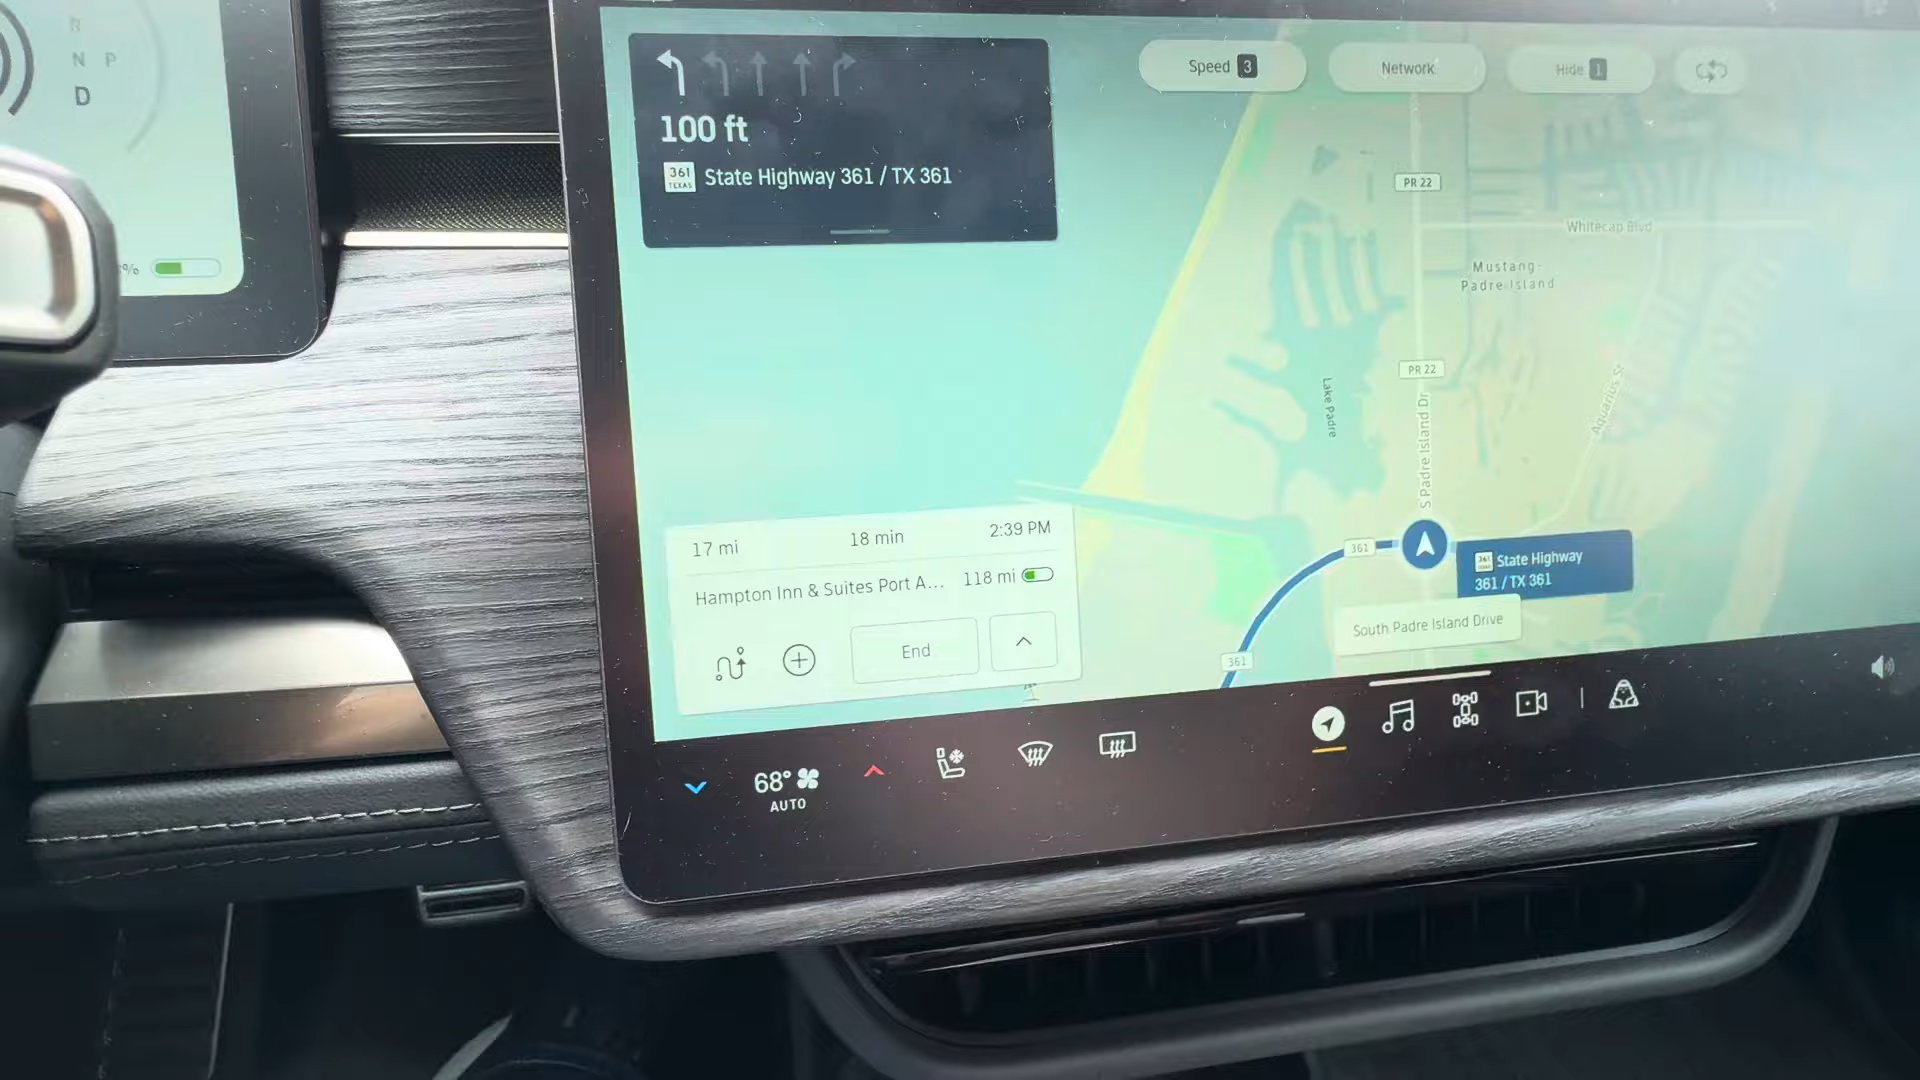 R
N P
D
%
100 ft
361
TEXAS
State Highway 361 / TX 361
Speed 3
Network
Hide 1
PR 22
Whitecap Blvd
Mustang-
Padre Island
PR 22
Lake Padre
S Padre Island Dr
Aquarius St
361
361
State Highway
361 / TX 361
South Padre Island Drive
361
17 mi 18 min 2:39 PM
Hampton Inn & Suites Port A... 118 mi
End
68°
AUTO